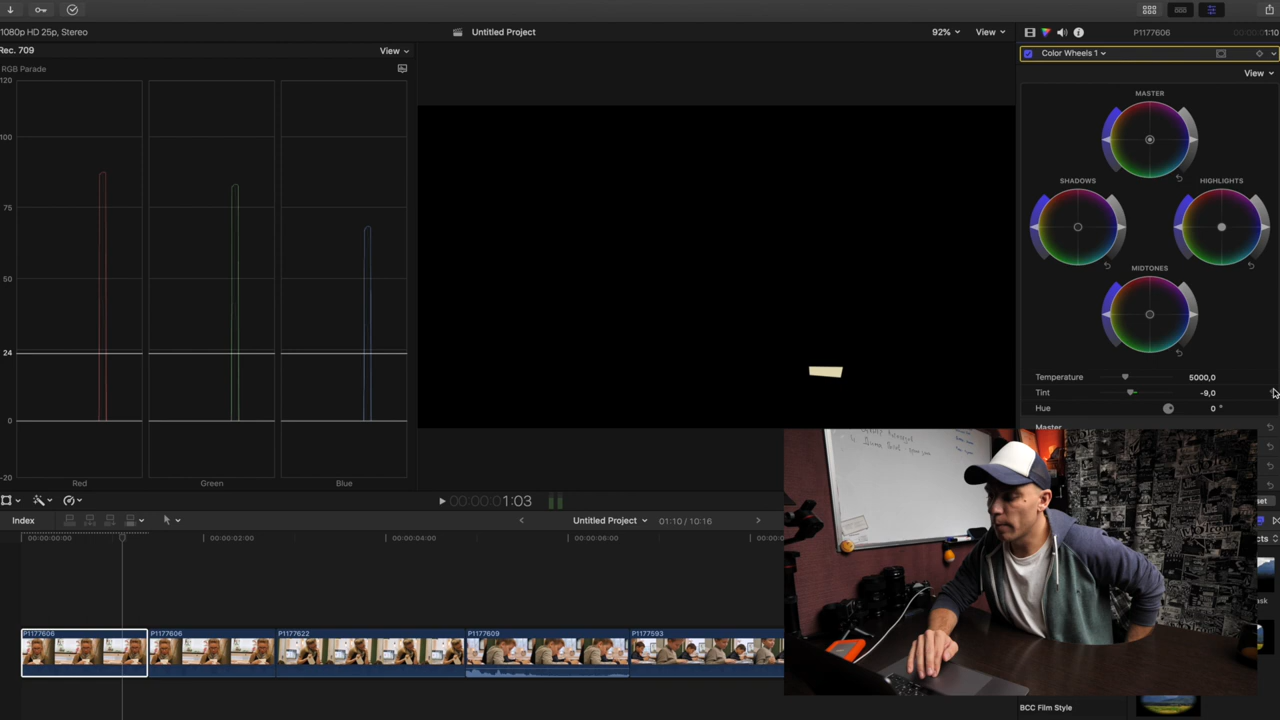 1080p HD 25p, Stereo
Untitled Project
92%
View
P1177606
1:10
Rec. 709
View
Color Wheels 1
RGB Parade
View
120
100
75
50
24
0
-20
Red
Green
Blue
MASTER
SHADOWS
HIGHLIGHTS
MIDTONES
Temperature
5000,0
Tint
-9,0
Hue
0 °
Master
00:00:00:01:03
Index
Untitled Project
01:10 / 10:16
00:00:00:00
00:00:02:00
00:00:04:00
00:00:06:00
P1177606
P1177606
P1177622
P1177609
P1177593
BCC Film Style